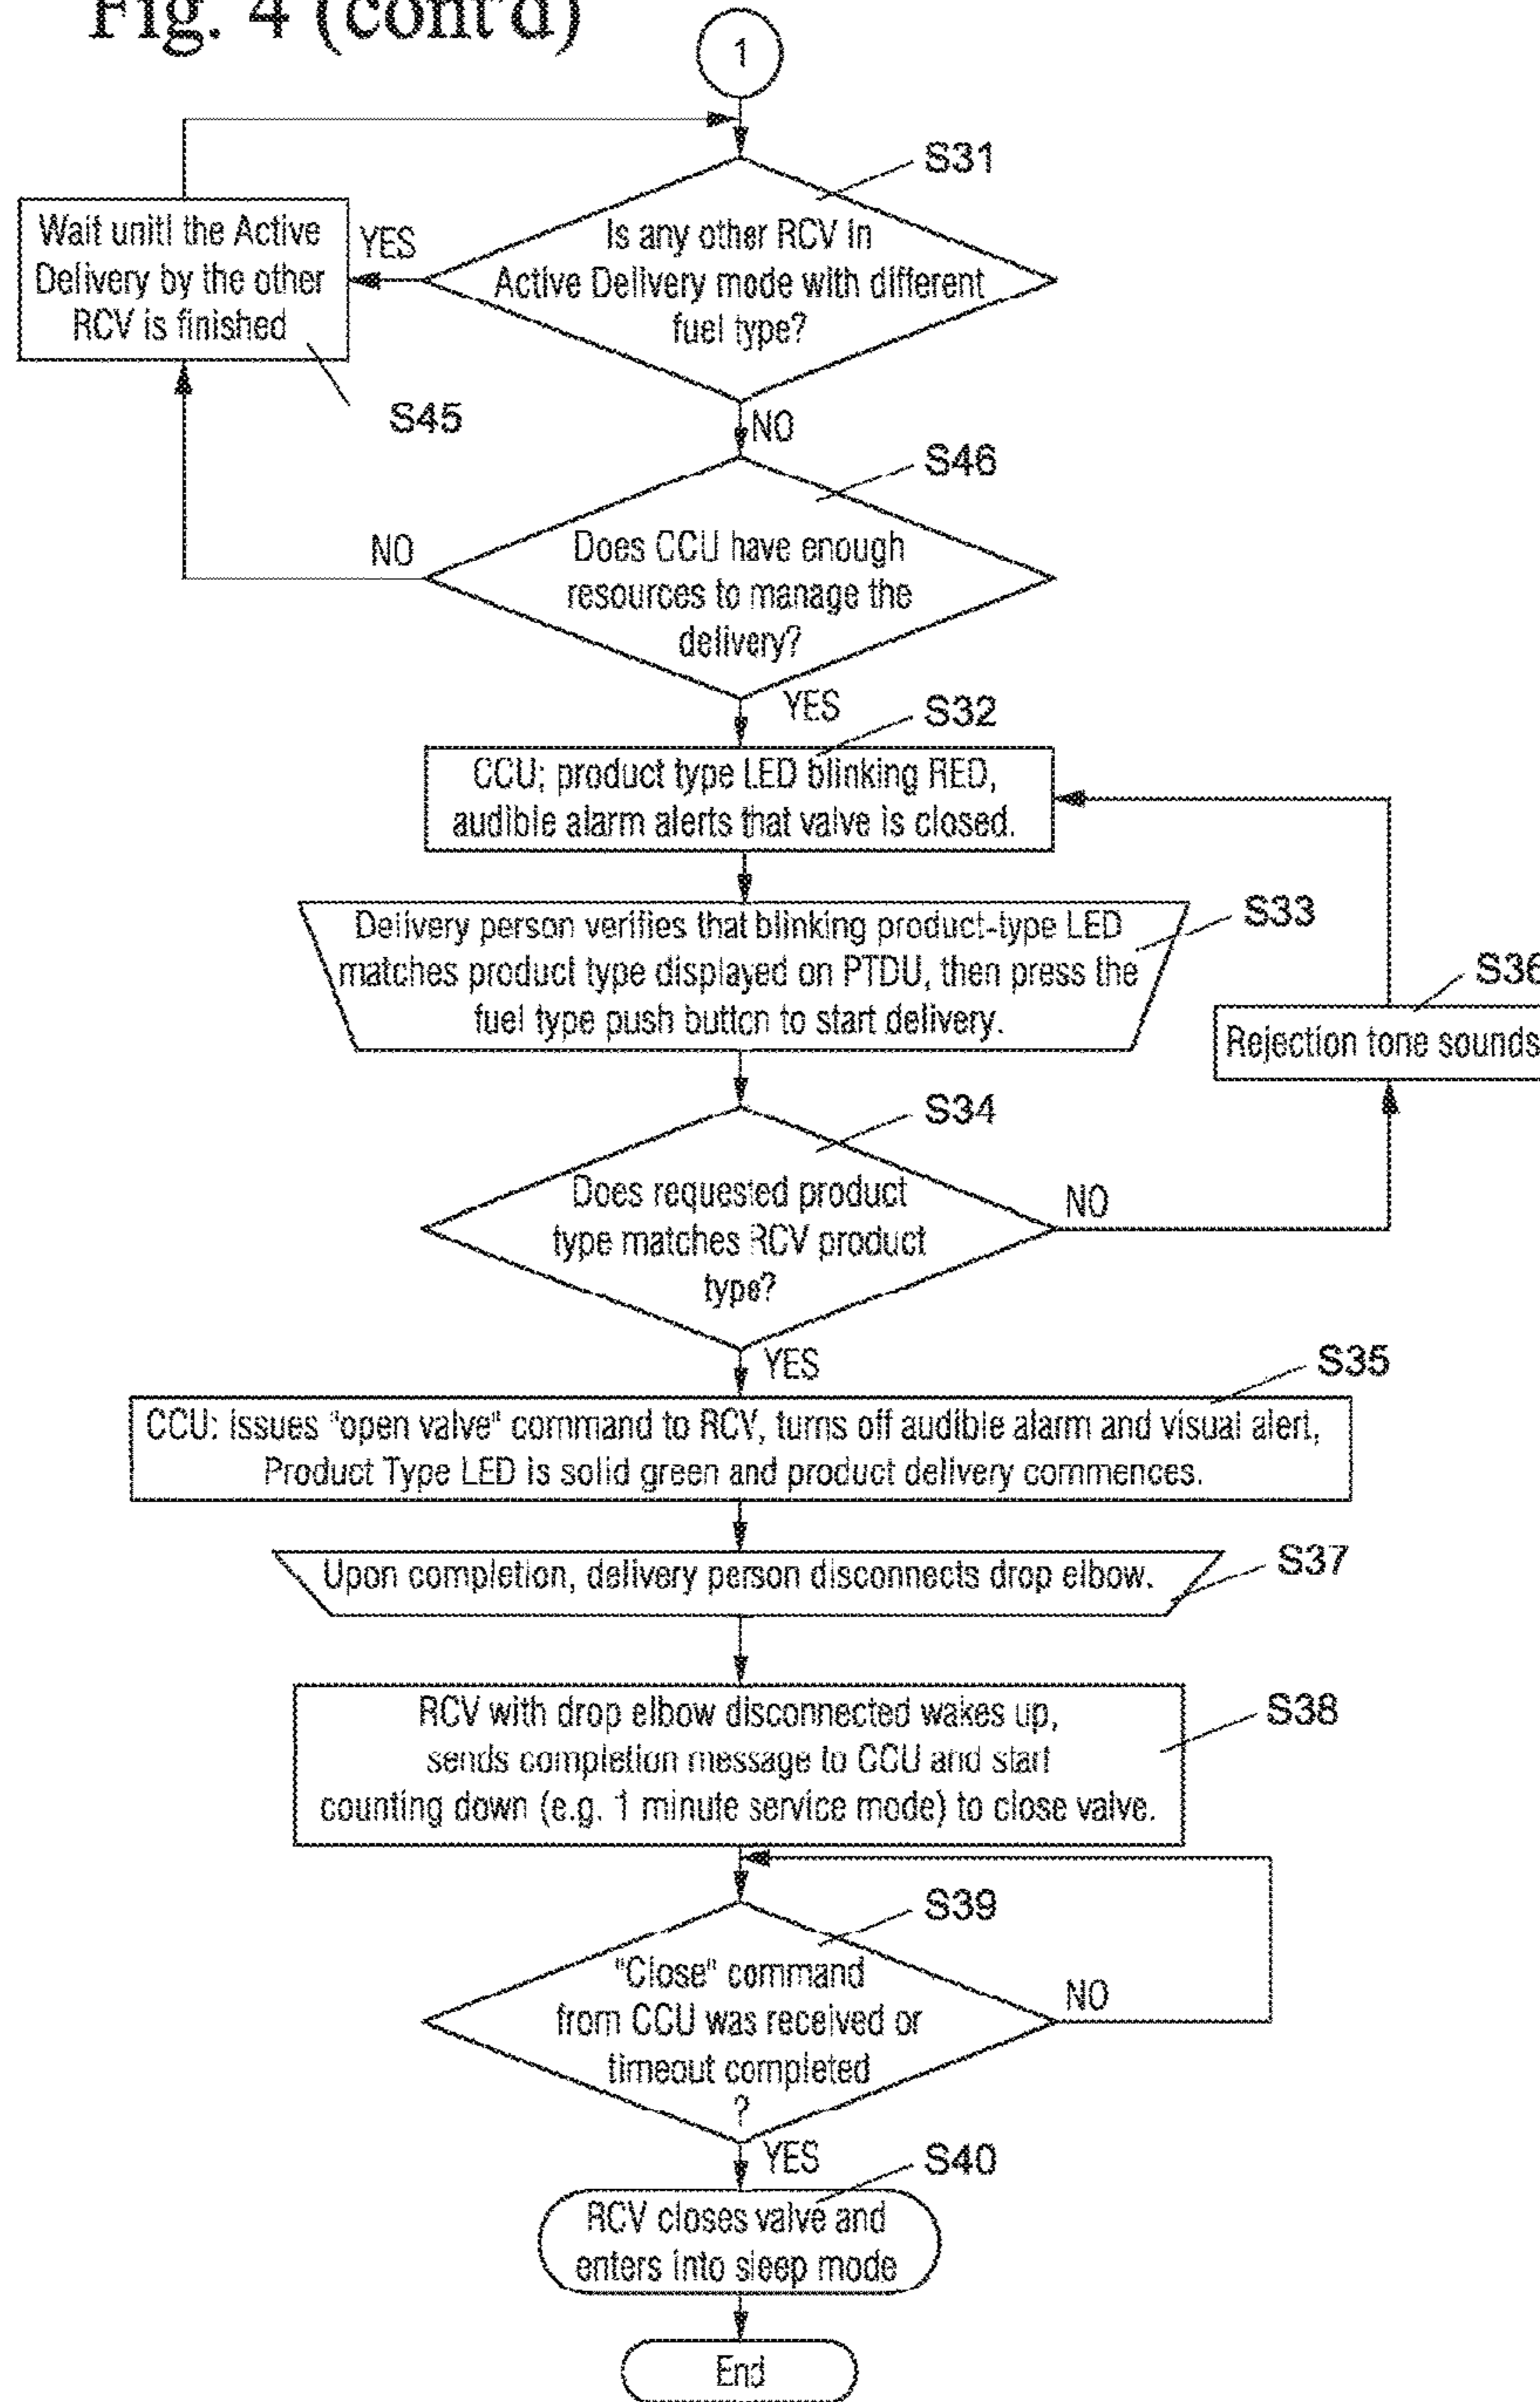 Fig. 4 (cont'd)
1
S31
Is any other RCV in
Active Delivery mode with different
fuel type?
YES
Wait unitl the Active
Delivery by the other
RCV is finished
S45
NO
S46
Does CCU have enough
resources to manage the
delivery?
NO
YES
S32
CCU; product type LED blinking RED,
audible alarm alerts that valve is closed.
Delivery person verifies that blinking product-type LED
matches product type displayed on PTDU, then press the
fuel type push button to start delivery.
S33
S36
Rejection tone sounds
S34
Does requested product
type matches RCV product
type?
NO
YES
S35
CCU: issues "open valve" command to RCV, turns off audible alarm and visual alert,
Product Type LED is solid green and product delivery commences.
Upon completion, delivery person disconnects drop elbow.
S37
RCV with drop elbow disconnected wakes up,
sends completion message to CCU and start
counting down (e.g. 1 minute service mode) to close valve.
S38
S39
"Close" command
from CCU was received or
timeout completed
?
NO
YES
S40
RCV closes valve and
enters into sleep mode
End